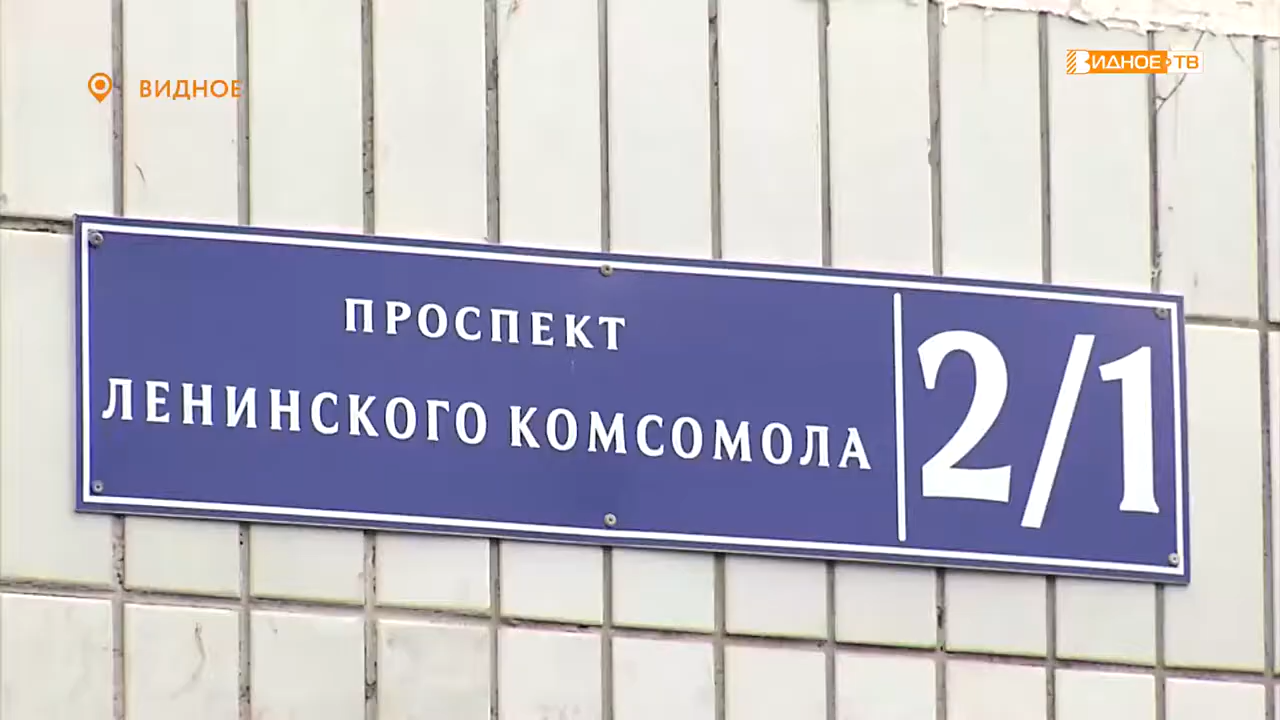 ВИДНОЕ
ВИДНОЕ ТВ
ПРОСПЕКТ
ЛЕНИНСКОГО КОМСОМОЛА
2/1